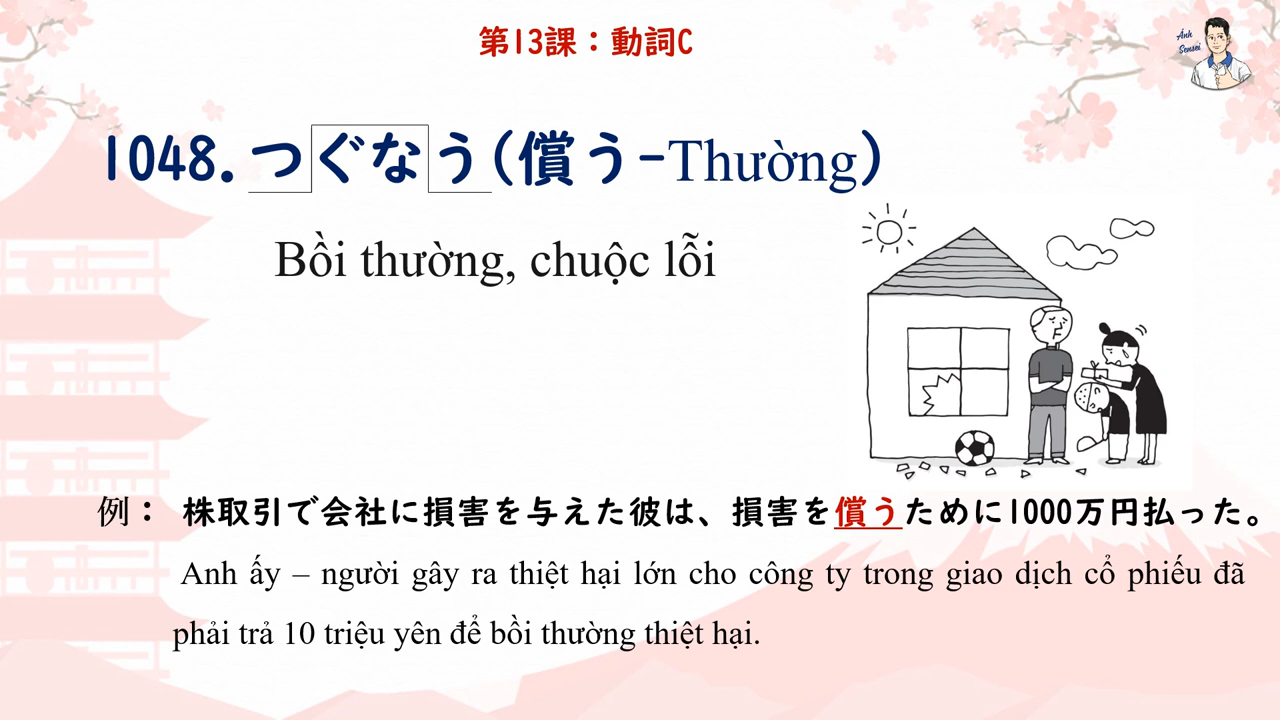 第13課：動詞C
Anh
Sensei
1048.つぐなう(償う-Thường)
Bồi thường, chuộc lỗi
例： 株取引で会社に損害を与えた彼は、損害を償うために1000万円払った。
Anh ấy – người gây ra thiệt hại lớn cho công ty trong giao dịch cổ phiếu đã
phải trả 10 triệu yên để bồi thường thiệt hại.